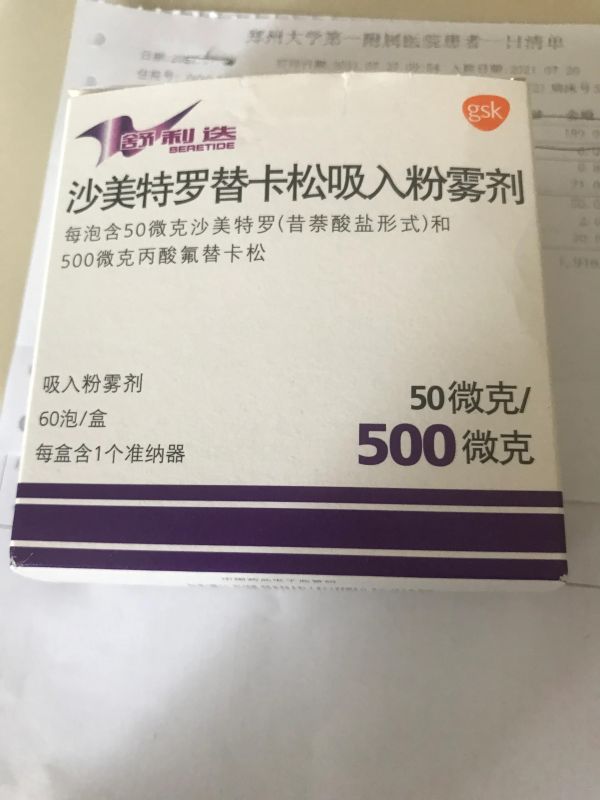 郑州大学第一附属医院患者一日清单
gsk
舒利迭
SERETIDE
沙美特罗替卡松吸入粉雾剂
每泡含50微克沙美特罗(昔萘酸盐形式)和
500微克丙酸氟替卡松
吸入粉雾剂
60泡/盒
每盒含1个准纳器
50微克/
500微克